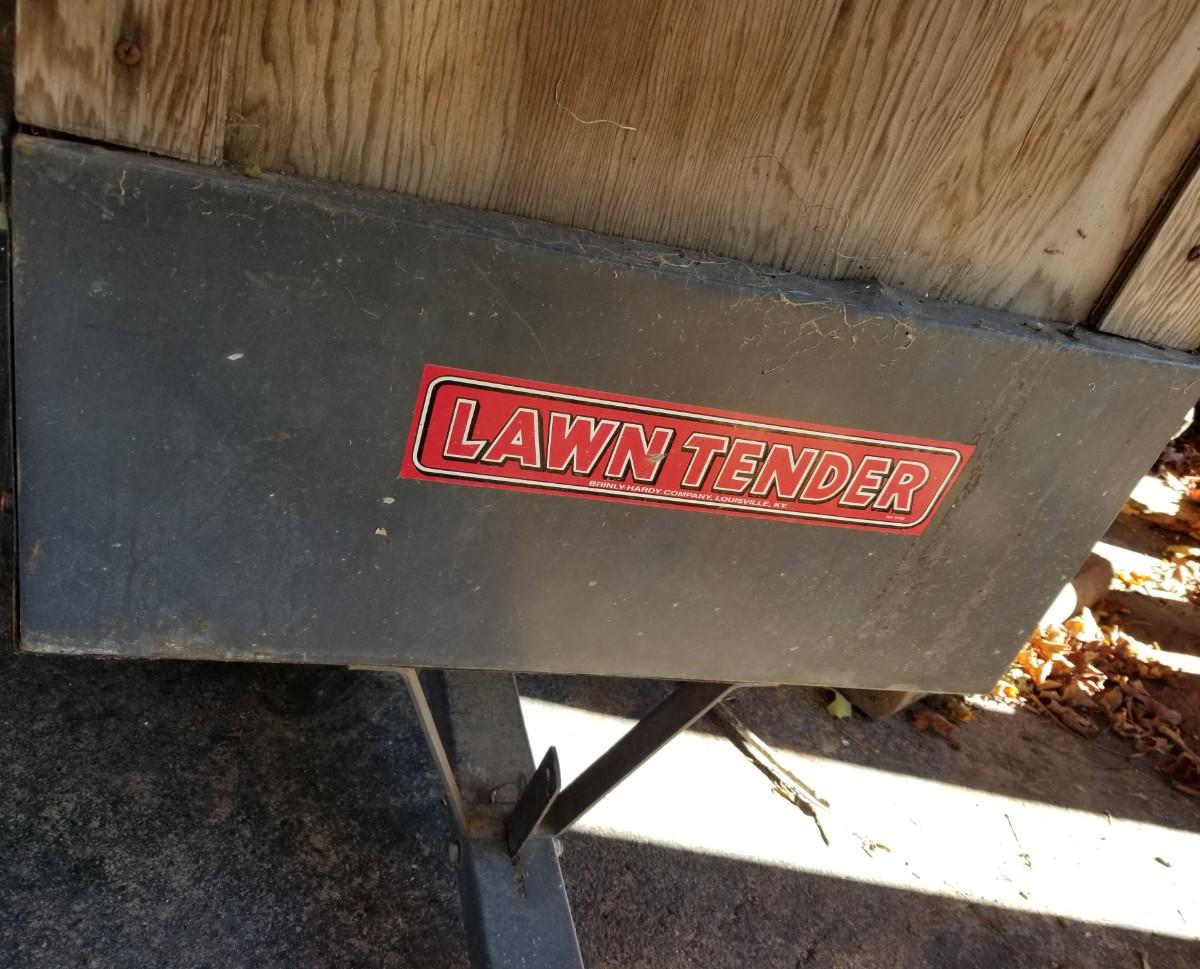 LAWN TENDER
BRINLY-HARDY COMPANY, LOUISVILLE, KY.